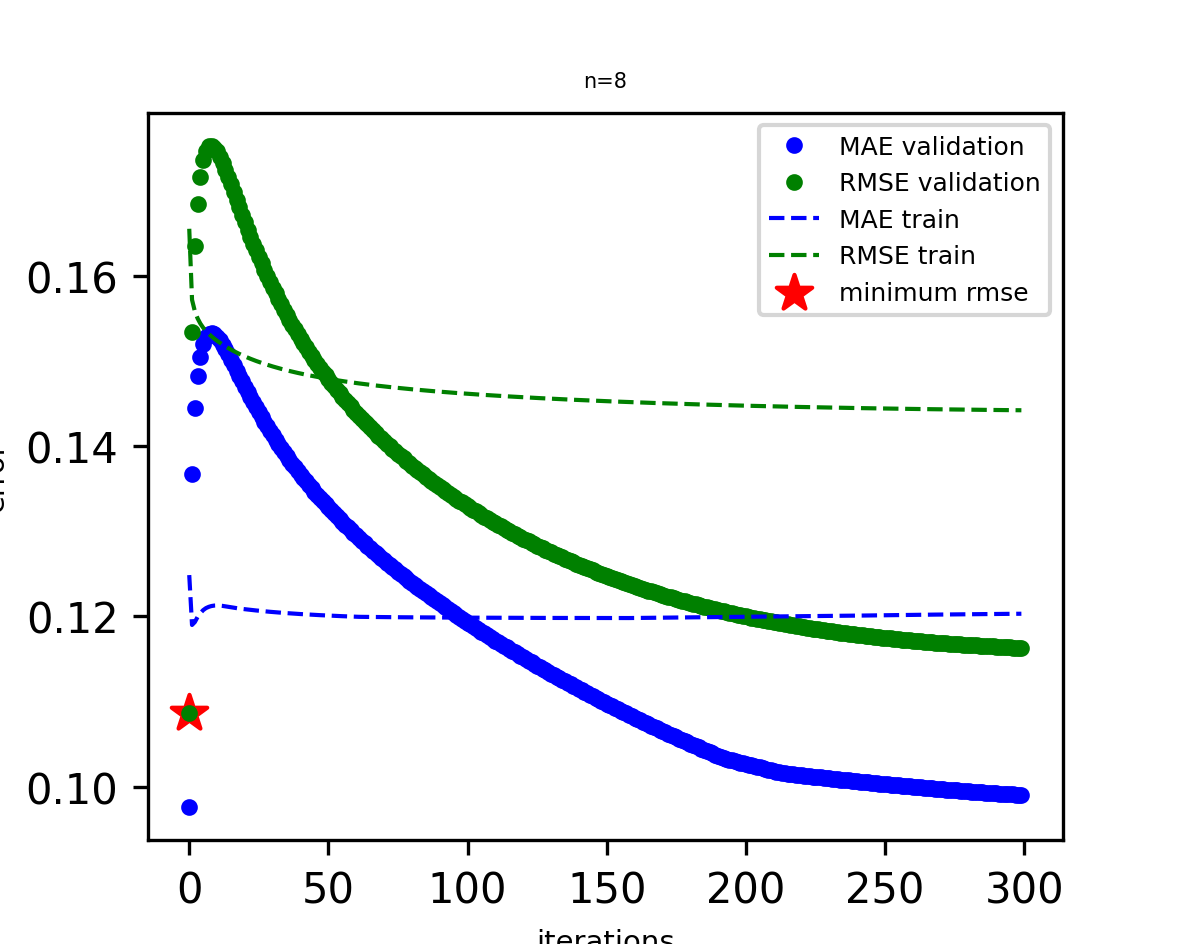 n=8
MAE validation
RMSE validation
MAE train
RMSE train
minimum rmse
0.16
0.14
0.12
0.10
0
50
100
150
200
250
300
iterations